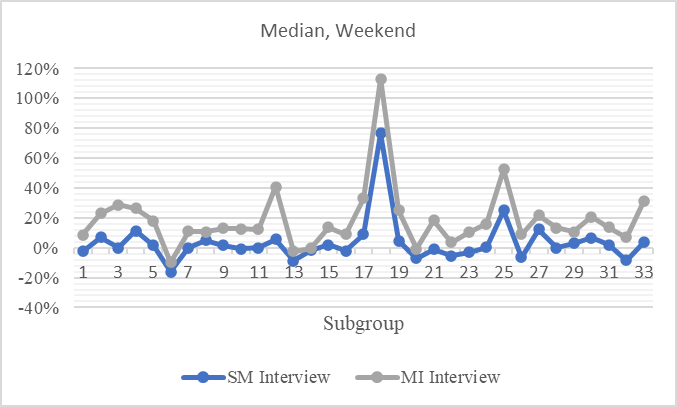 Median, Weekend
120%
100%
80%
60%
40%
20%
0%
-20%
-40%
1 3 5 7 9 11 13 15 17 19 21 23 25 27 29 31 33
Subgroup
SM Interview MI Interview